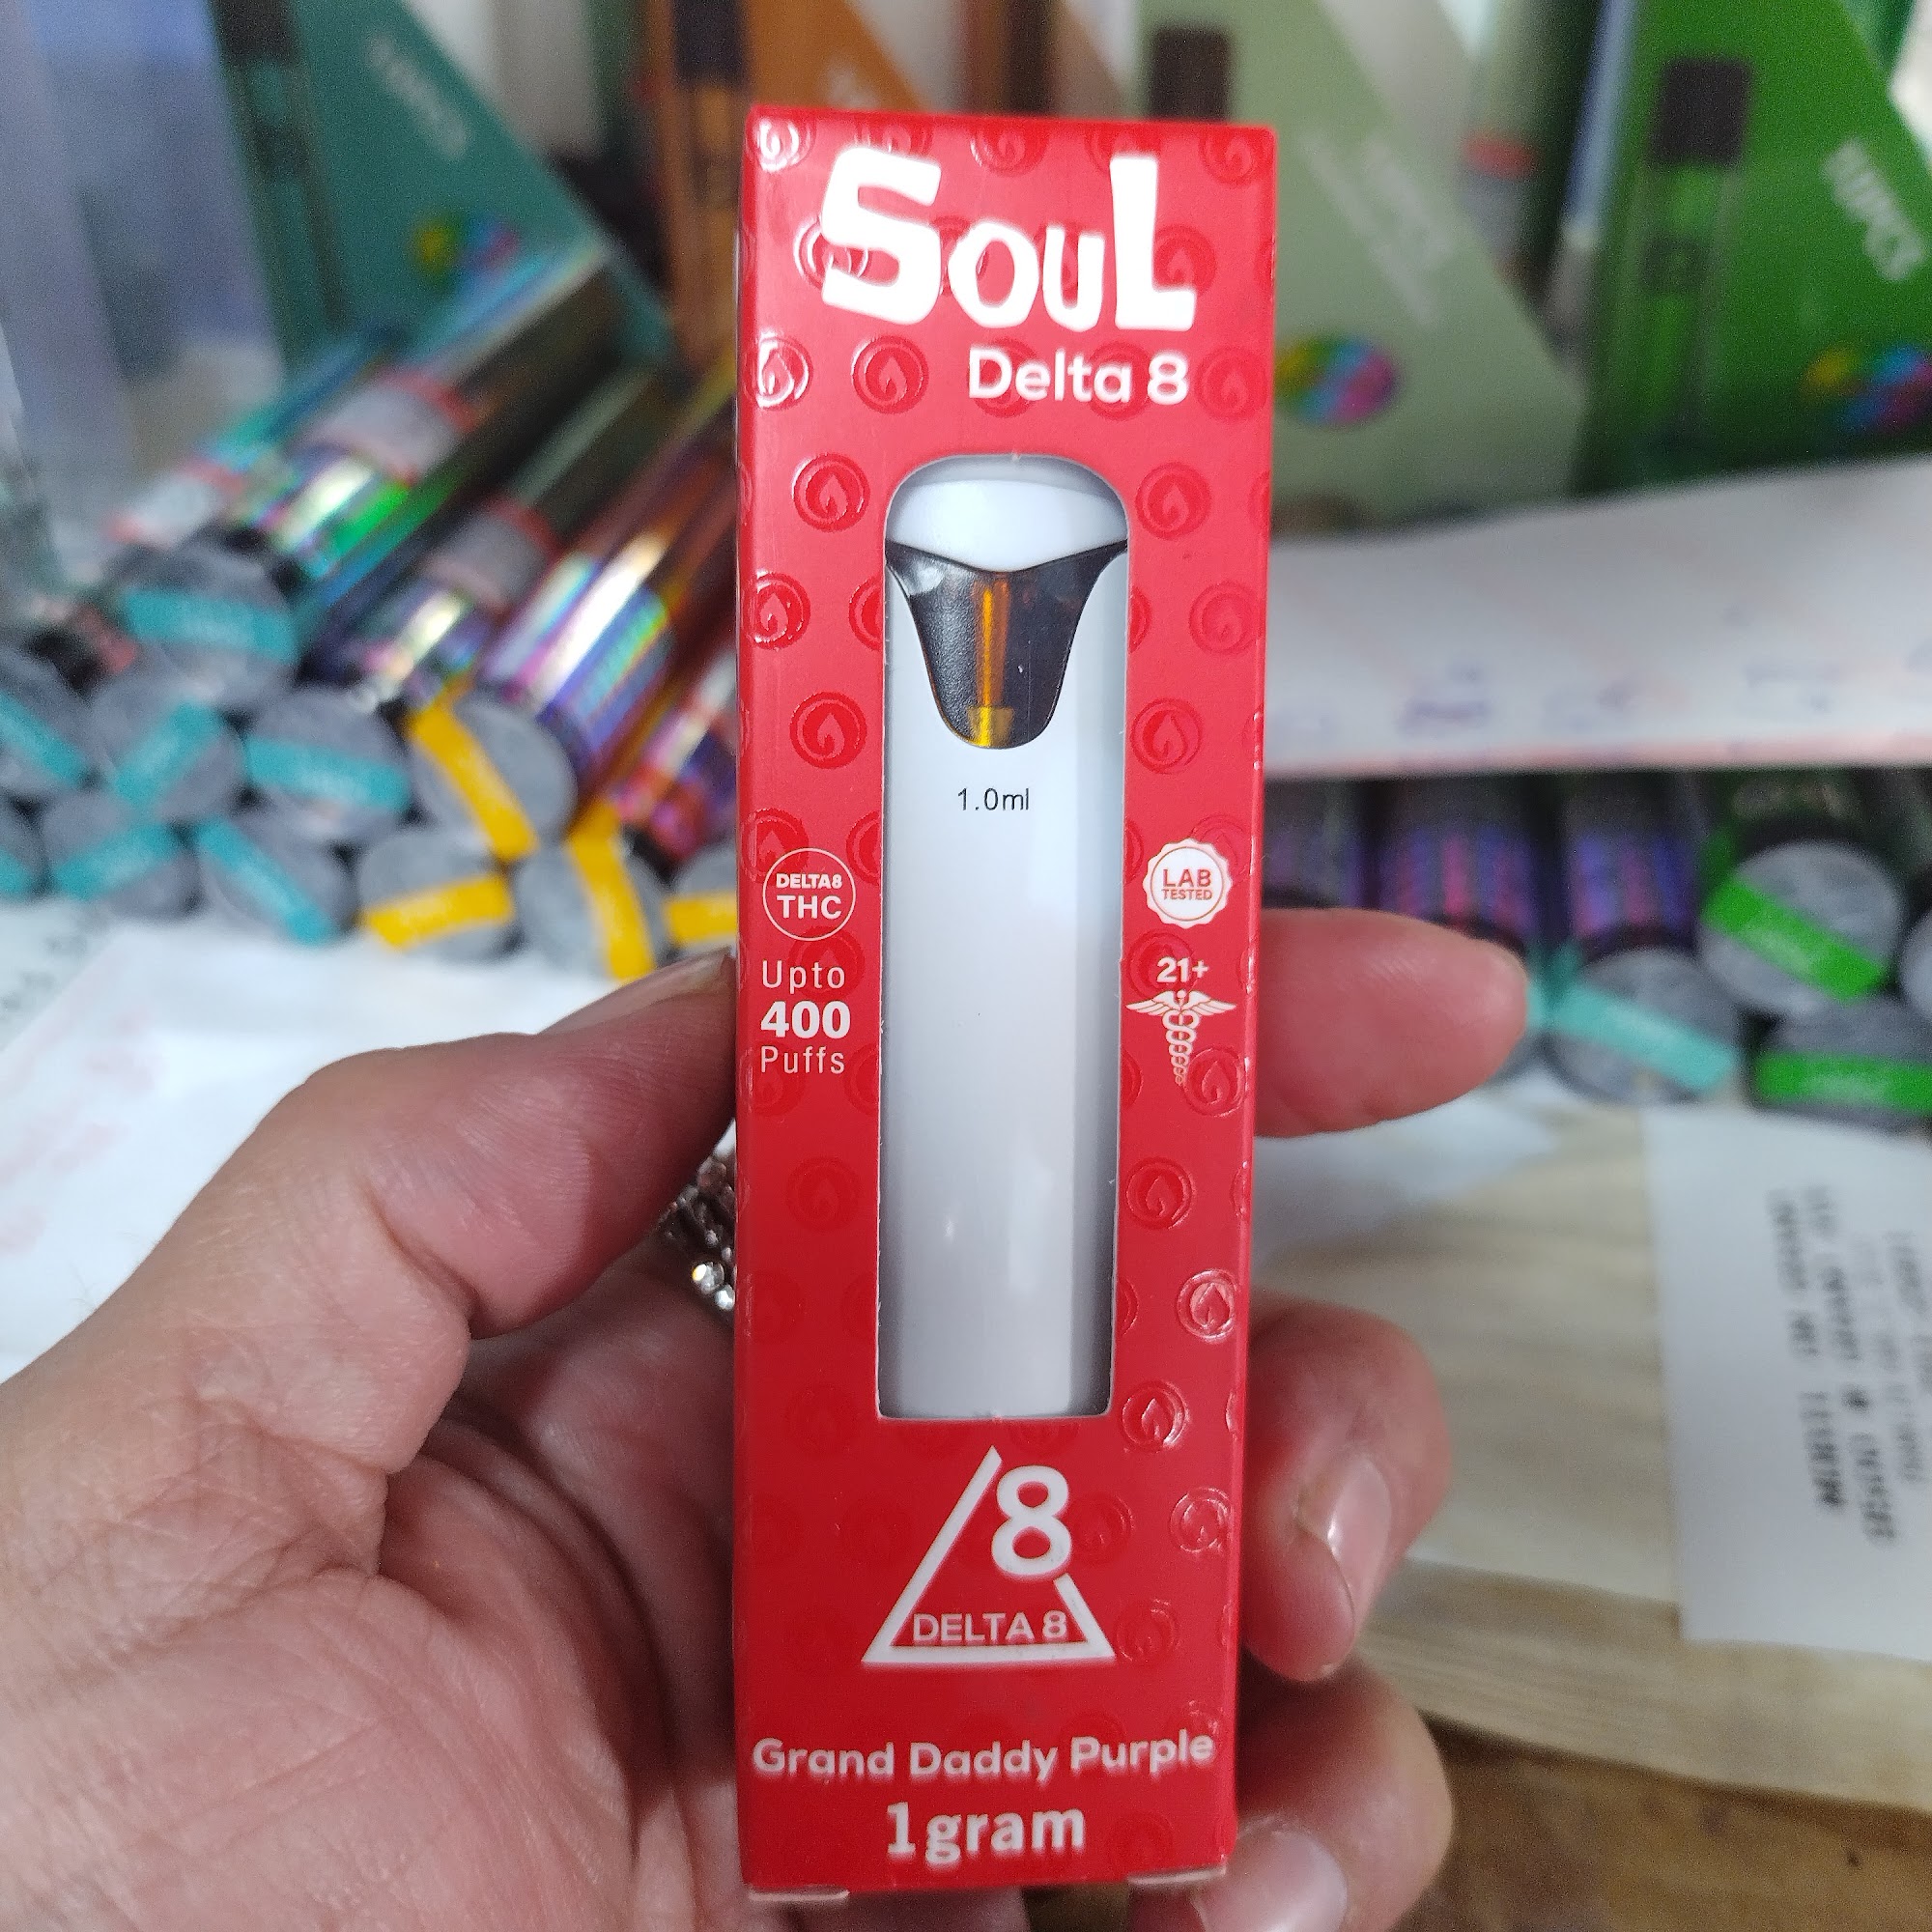 SouL
Delta 8
1.0ml
DELTA8
THC
Upto
400
Puffs
LAB
TESTED
21+
8
DELTA 8
Grand Daddy Purple
1gram